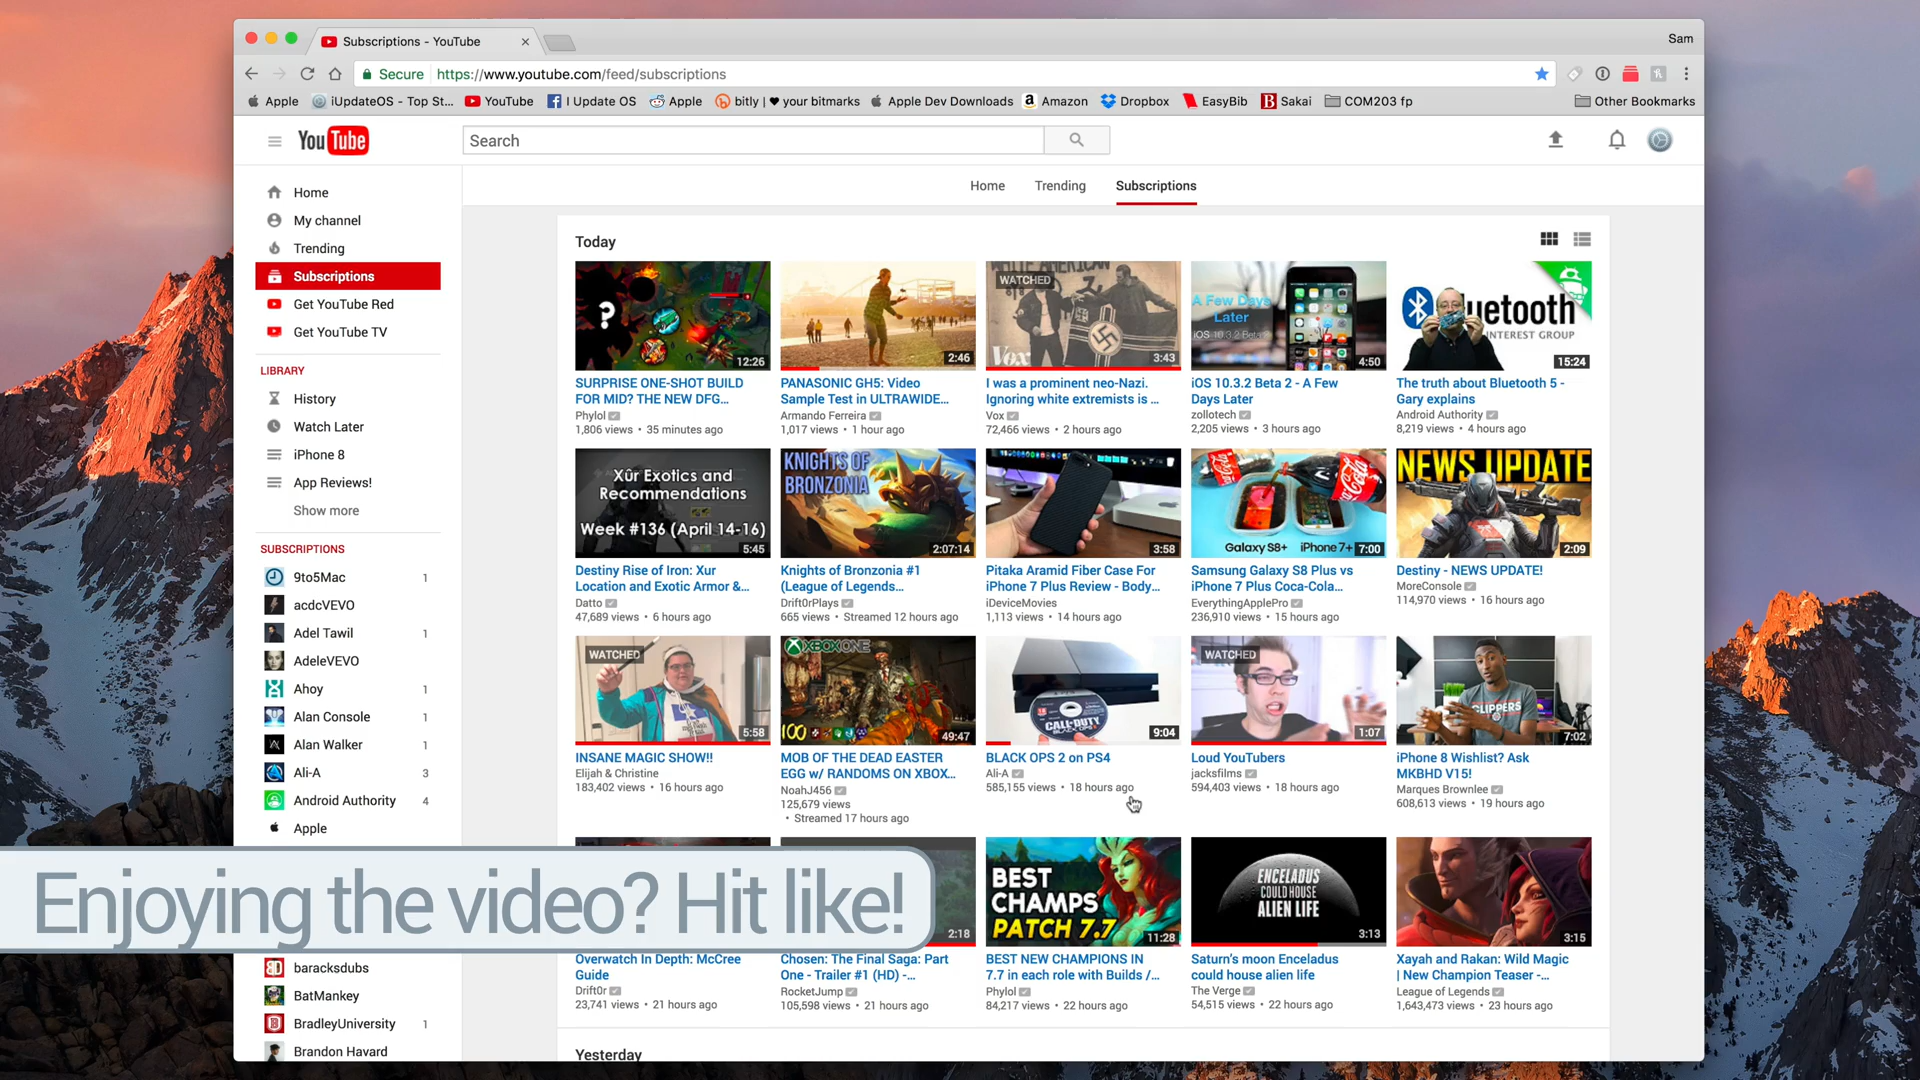 Subscriptions - YouTube
Sam
Secure https://www.youtube.com/feed/subscriptions
Apple iUpdateOS - Top St... YouTube I Update OS Apple bitly | ♥ your bitmarks Apple Dev Downloads Amazon Dropbox EasyBib Sakai COM203 fp Other Bookmarks
YouTube
Search
Home Trending Subscriptions
Home
My channel
Trending
Subscriptions
Get YouTube Red
Get YouTube TV
LIBRARY
History
Watch Later
iPhone 8
App Reviews!
Show more
SUBSCRIPTIONS
9to5Mac 1
acdcVEVO
Adel Tawil 1
AdeleVEVO
Ahoy 1
Alan Console 1
Alan Walker 1
Ali-A 3
Android Authority 4
Apple
baracksdubs
BatMankey
BradleyUniversity 1
Brandon Havard
Today
?
12:26
SURPRISE ONE-SHOT BUILD
FOR MID? THE NEW DFG...
Phylol
1,806 views • 35 minutes ago
2:46
PANASONIC GH5: Video
Sample Test in ULTRAWIDE...
Armando Ferreira
1,017 views • 1 hour ago
WHITE AMERICAN
WATCHED
Vox
3:43
I was a prominent neo-Nazi.
Ignoring white extremists is ...
Vox
72,466 views • 2 hours ago
A Few Days
Later
iOS 10.3.2 Beta 2
4:50
iOS 10.3.2 Beta 2 - A Few
Days Later
zollotech
2,205 views • 3 hours ago
luetooth
INTEREST GROUP
15:24
The truth about Bluetooth 5 -
Gary explains
Android Authority
8,219 views • 4 hours ago
Xûr Exotics and
Recommendations
Week #136 (April 14-16)
5:45
Destiny Rise of Iron: Xur
Location and Exotic Armor &...
Datto
47,689 views • 6 hours ago
KNIGHTS OF
BRONZONIA
2:07:14
Knights of Bronzonia #1
(League of Legends...
Drift0rPlays
665 views • Streamed 12 hours ago
3:58
Pitaka Aramid Fiber Case For
iPhone 7 Plus Review - Body...
iDeviceMovies
1,113 views • 14 hours ago
Coca-Cola
Galaxy S8+ iPhone 7+
7:00
Samsung Galaxy S8 Plus vs
iPhone 7 Plus Coca-Cola...
EverythingApplePro
236,910 views • 15 hours ago
NEWS UPDATE
2:09
Destiny - NEWS UPDATE!
MoreConsole
114,970 views • 16 hours ago
WATCHED
5:58
INSANE MAGIC SHOW!!
Elijah & Christine
183,402 views • 16 hours ago
XBOX ONE
100
49:47
MOB OF THE DEAD EASTER
EGG w/ RANDOMS ON XBOX...
NoahJ456
125,679 views
• Streamed 17 hours ago
CALL OF DUTY
BLACK OPS
9:04
BLACK OPS 2 on PS4
Ali-A
585,155 views • 18 hours ago
WATCHED
1:07
Loud YouTubers
jacksfilms
594,403 views • 18 hours ago
CLIPPERS
7:02
iPhone 8 Wishlist? Ask
MKBHD V15!
Marques Brownlee
608,613 views • 19 hours ago
Enjoying the video? Hit like!
Overwatch In Depth: McCree
Guide
Drift0r
23,741 views • 21 hours ago
2:18
Chosen: The Final Saga: Part
One - Trailer #1 (HD) -...
RocketJump
105,598 views • 21 hours ago
BEST
CHAMPS
PATCH 7.7
11:28
BEST NEW CHAMPIONS IN
7.7 in each role with Builds /...
Phylol
84,217 views • 22 hours ago
ENCELADUS
COULD HOUSE
ALIEN LIFE
3:13
Saturn's moon Enceladus
could house alien life
The Verge
54,515 views • 22 hours ago
3:15
Xayah and Rakan: Wild Magic
| New Champion Teaser -...
League of Legends
1,643,473 views • 23 hours ago
Yesterday